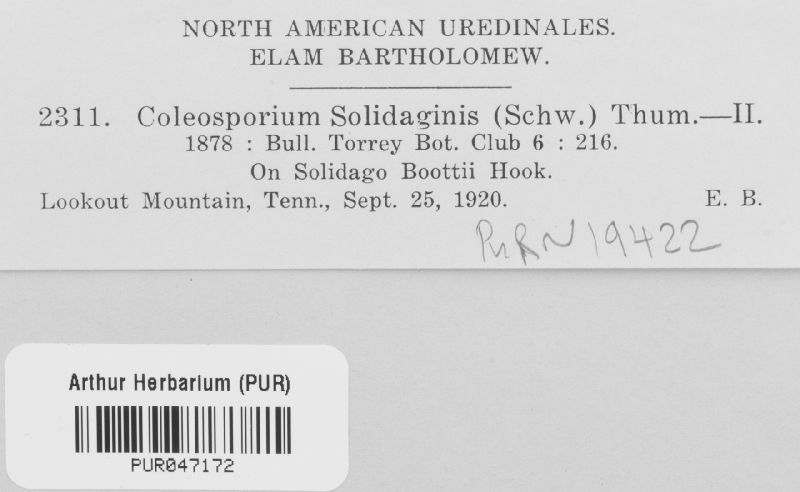 NORTH AMERICAN UREDINALES.
ELAM BARTHOLOMEW.
2311. Coleosporium Solidaginis (Schw.) Thum.—II.
1878 : Bull. Torrey Bot. Club 6 : 216.
On Solidago Boottii Hook.
Lookout Mountain, Tenn., Sept. 25, 1920. E. B.
PuRN 19422
Arthur Herbarium (PUR)
PUR047172